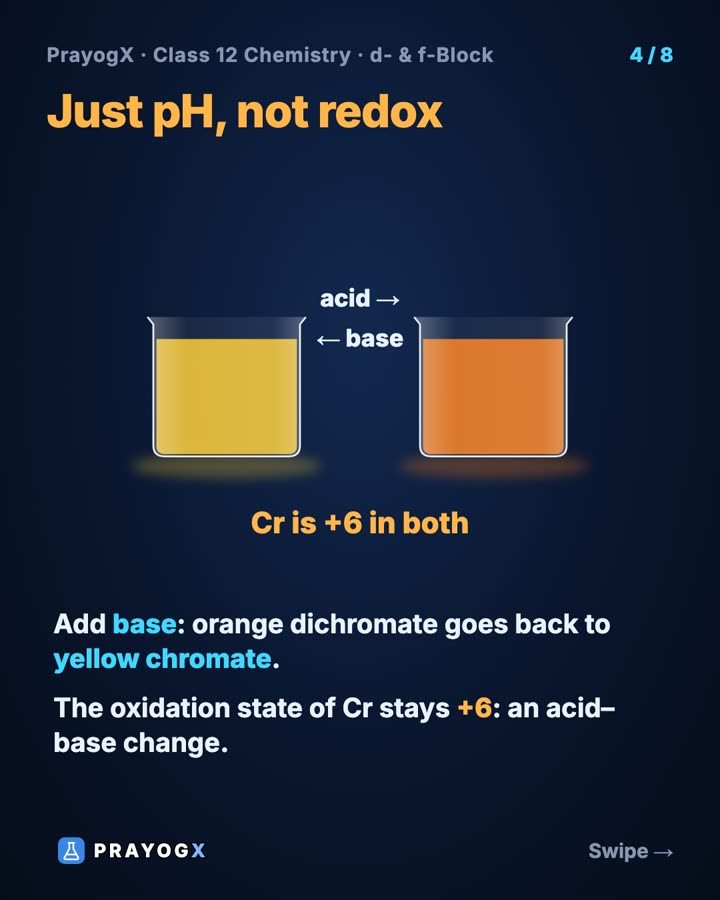 PrayogX · Class 12 Chemistry · d- & f-Block
4 / 8
Just pH, not redox
acid →
← base
Cr is +6 in both
Add base: orange dichromate goes back to
yellow chromate.
The oxidation state of Cr stays +6: an acid–
base change.
PRAYOGX
Swipe →